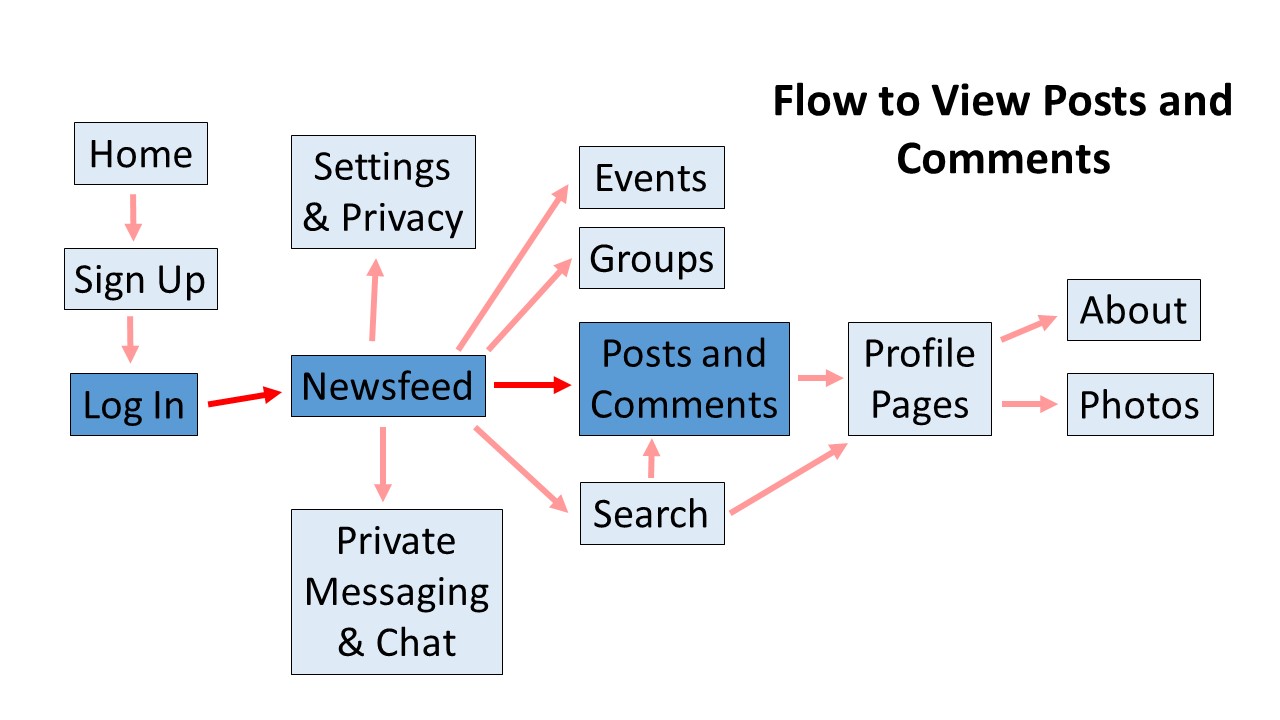 Flow to View Posts and
Comments
Home
Sign Up
Log In
Settings
& Privacy
Newsfeed
Private
Messaging
& Chat
Events
Groups
Posts and
Comments
Search
Profile
Pages
About
Photos